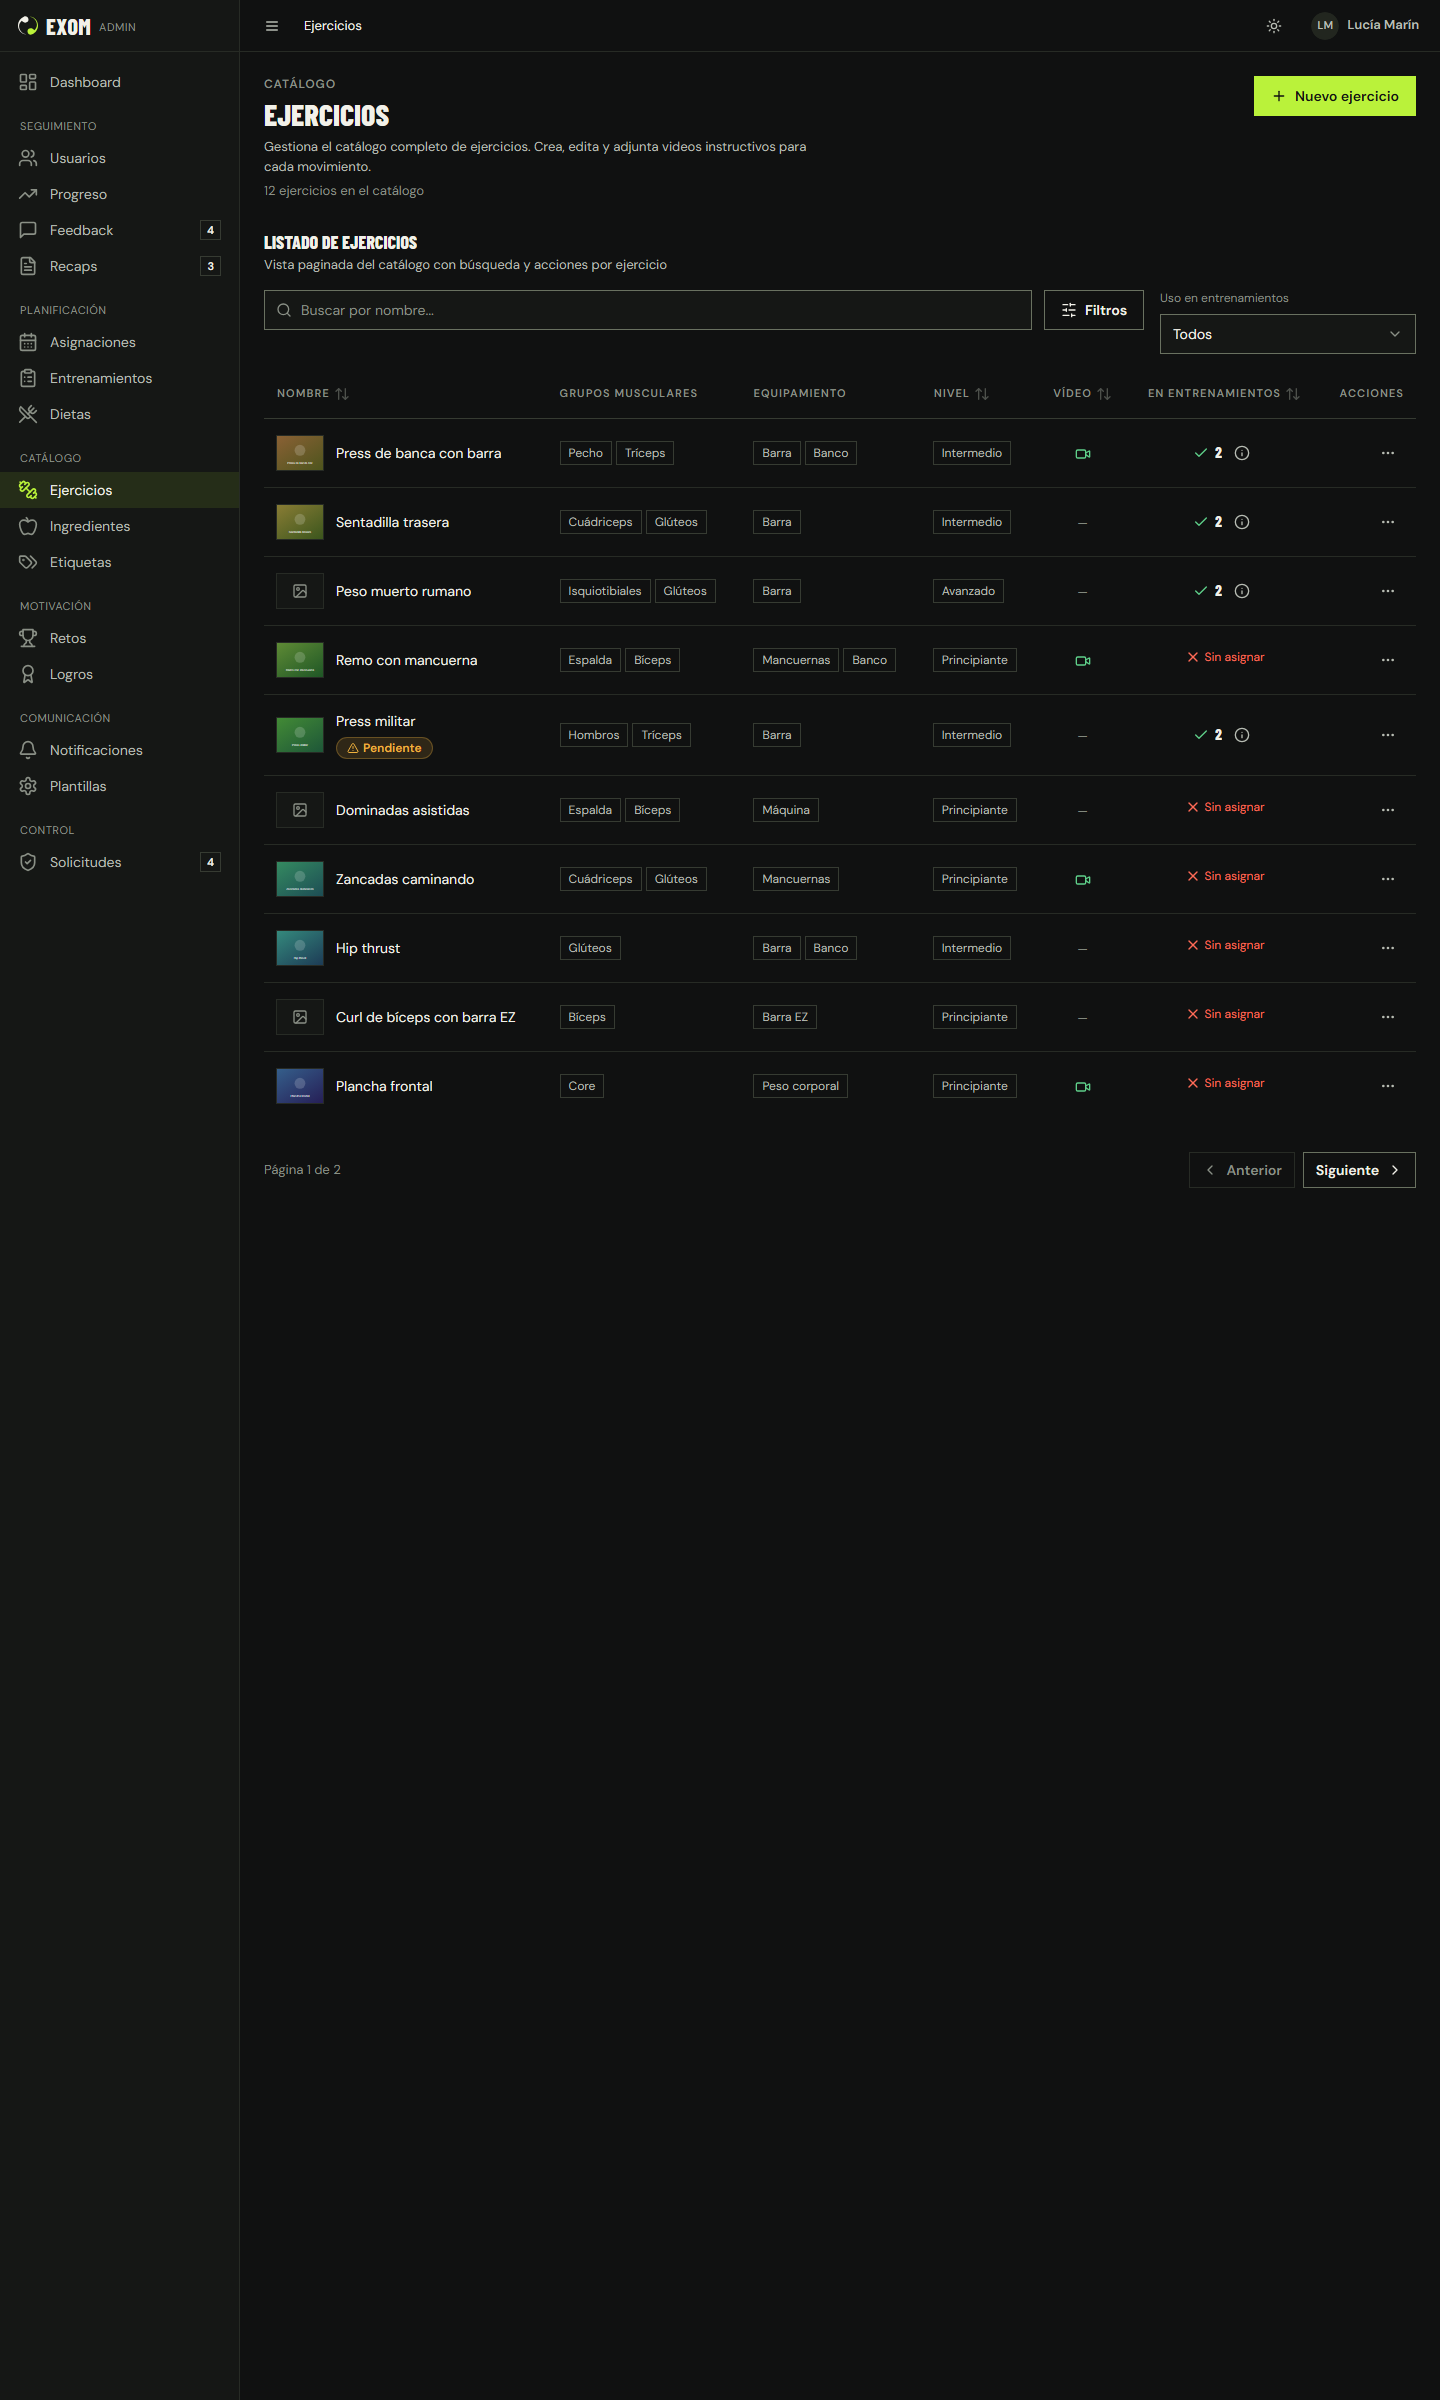 EXOM ADMIN
Dashboard
SEGUIMIENTO
Usuarios
Progreso
Feedback 4
Recaps 3
PLANIFICACIÓN
Asignaciones
Entrenamientos
Dietas
CATÁLOGO
Ejercicios
Ingredientes
Etiquetas
MOTIVACIÓN
Retos
Logros
COMUNICACIÓN
Notificaciones
Plantillas
CONTROL
Solicitudes 4
Ejercicios
LM Lucía Marín
CATÁLOGO
EJERCICIOS
Gestiona el catálogo completo de ejercicios. Crea, edita y adjunta videos instructivos para
cada movimiento.
12 ejercicios en el catálogo
Nuevo ejercicio
LISTADO DE EJERCICIOS
Vista paginada del catálogo con búsqueda y acciones por ejercicio
Buscar por nombre...
Filtros
Uso en entrenamientos
Todos
NOMBRE GRUPOS MUSCULARES EQUIPAMIENTO NIVEL VÍDEO EN ENTRENAMIENTOS ACCIONES
Press de banca con barra Pecho Tríceps Barra Banco Intermedio 2
Sentadilla trasera Cuádriceps Glúteos Barra Intermedio – 2
Peso muerto rumano Isquiotibiales Glúteos Barra Avanzado – 2
Remo con mancuerna Espalda Bíceps Mancuernas Banco Principiante Sin asignar
Press militar Hombros Tríceps Barra Intermedio – 2
Pendiente
Dominadas asistidas Espalda Bíceps Máquina Principiante – Sin asignar
Zancadas caminando Cuádriceps Glúteos Mancuernas Principiante Sin asignar
Hip thrust Glúteos Barra Banco Intermedio – Sin asignar
Curl de bíceps con barra EZ Bíceps Barra EZ Principiante – Sin asignar
Plancha frontal Core Peso corporal Principiante Sin asignar
Página 1 de 2
Anterior
Siguiente